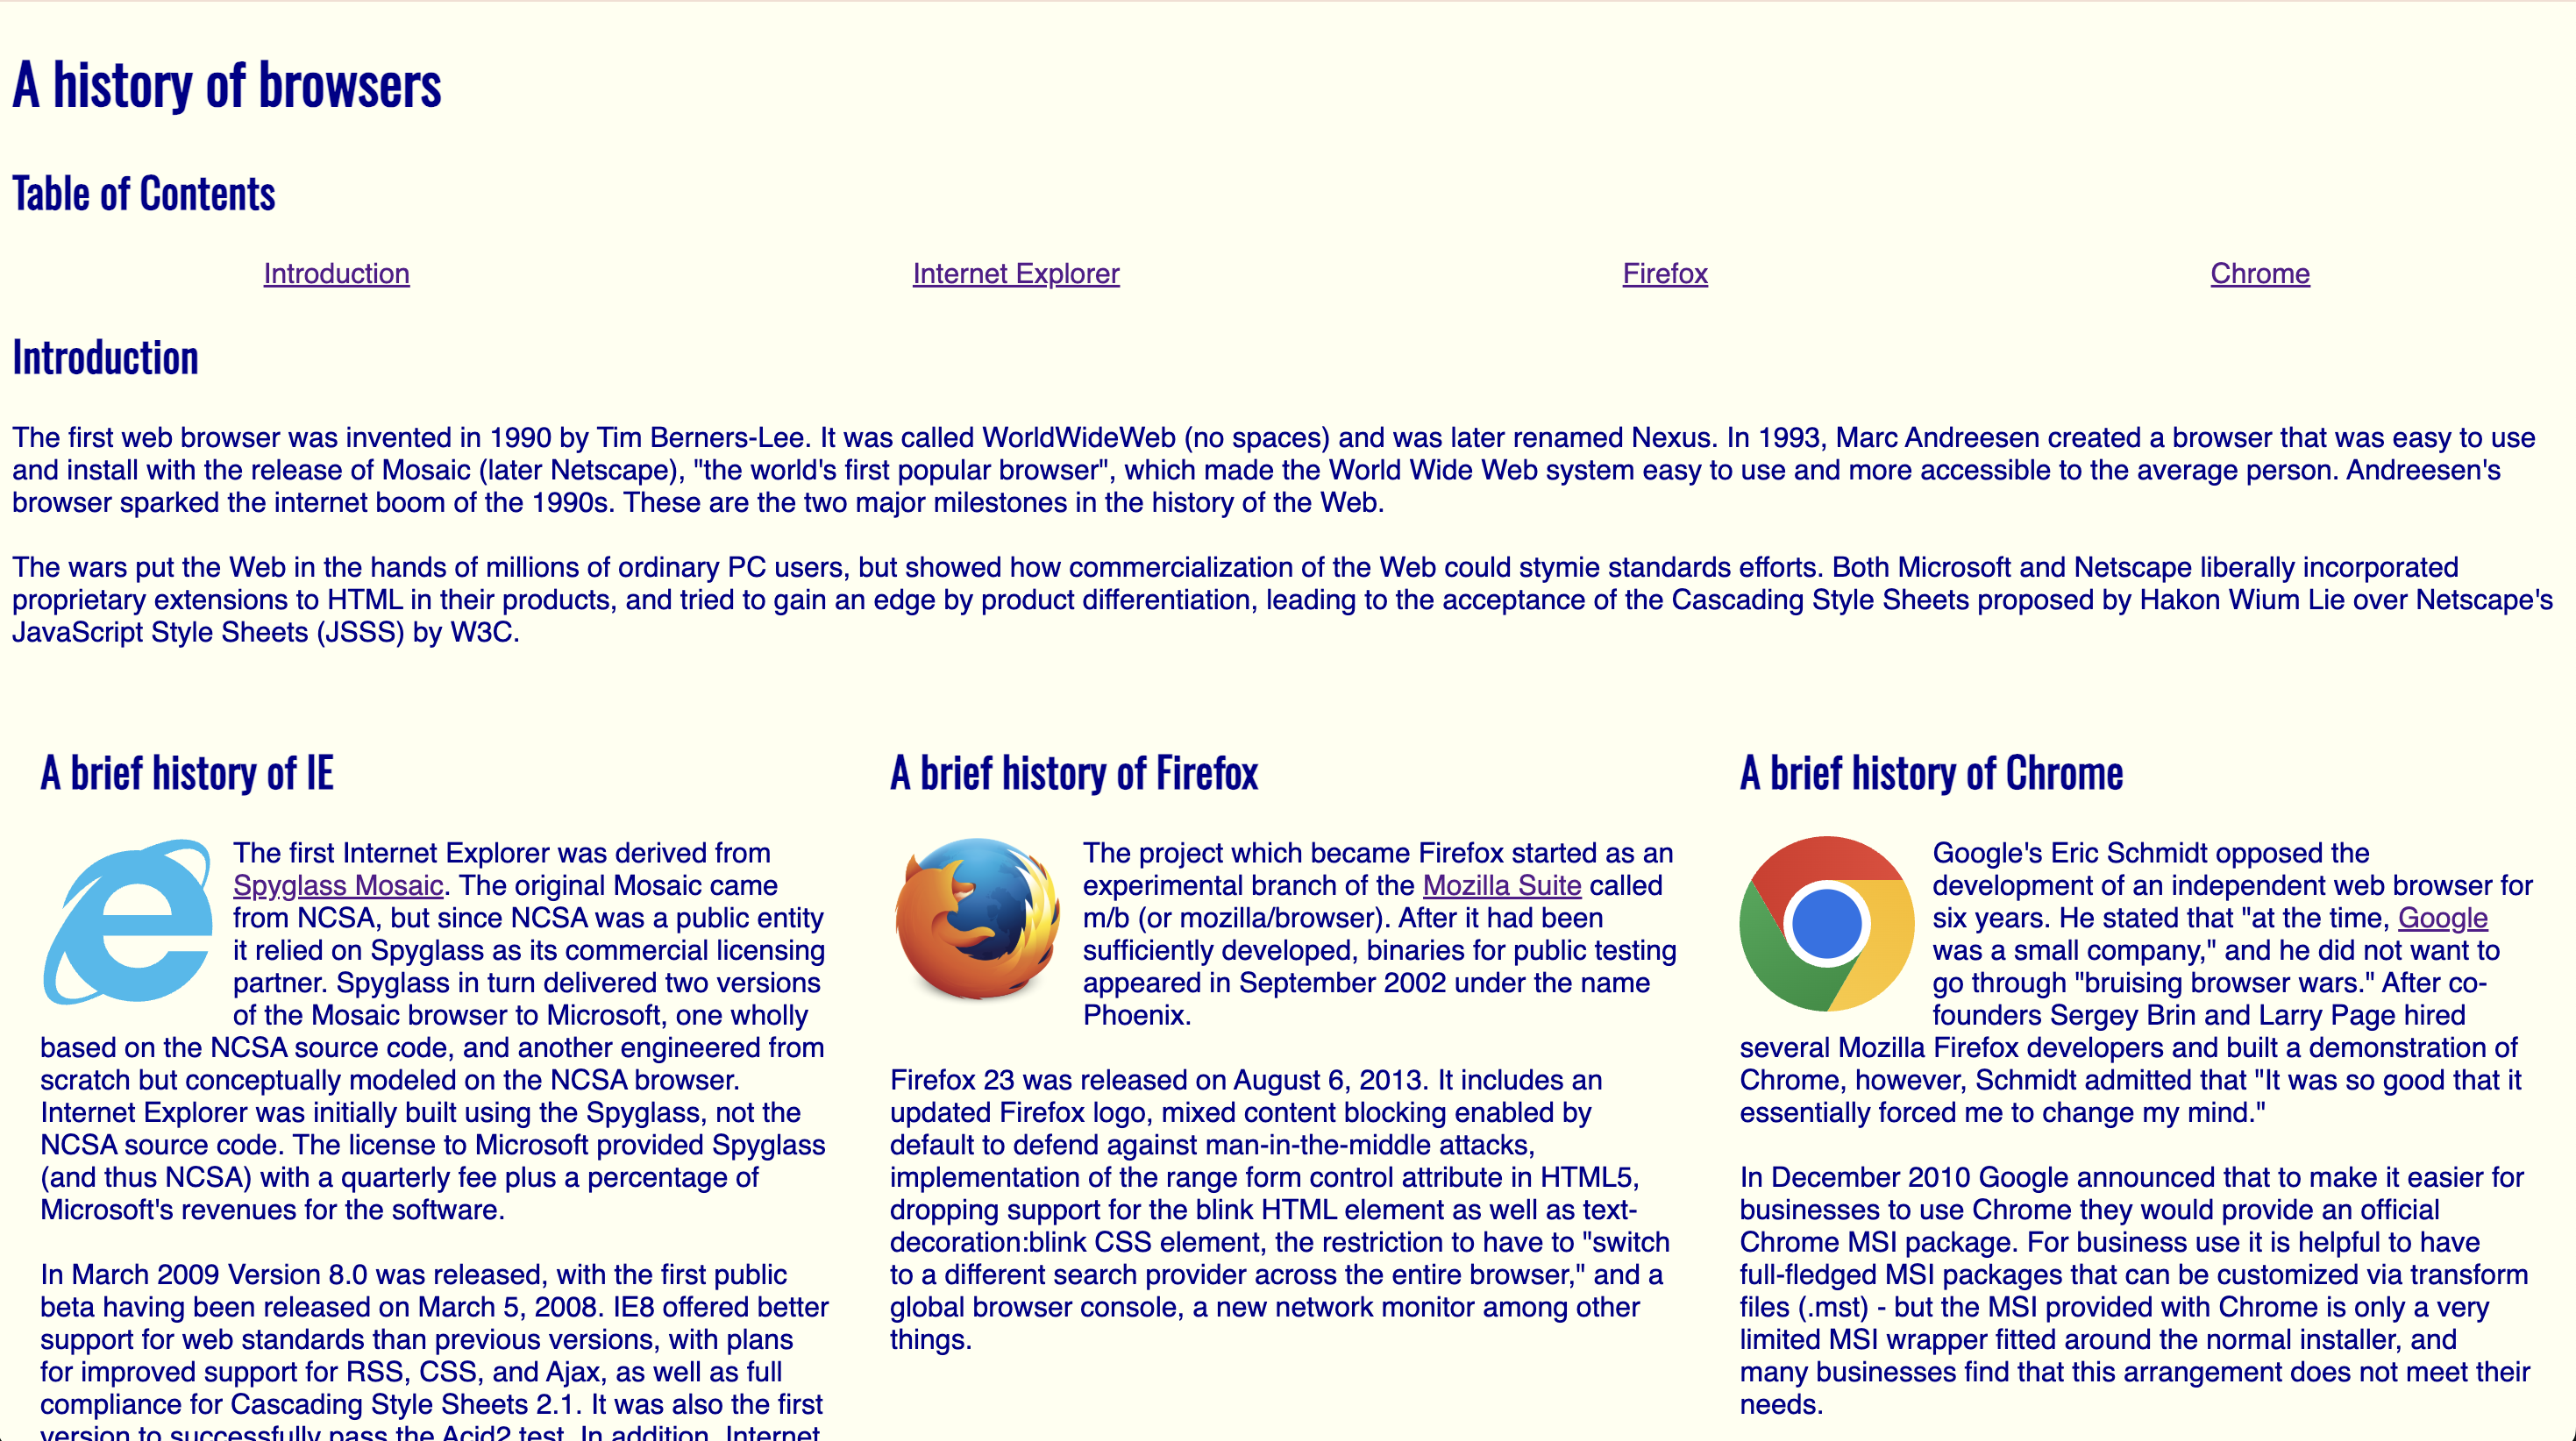 A history of browsers
Table of Contents
Introduction
Internet Explorer
Firefox
Chrome
Introduction
The first web browser was invented in 1990 by Tim Berners-Lee. It was called WorldWideWeb (no spaces) and was later renamed Nexus. In 1993, Marc Andreesen created a browser that was easy to use
and install with the release of Mosaic (later Netscape), "the world's first popular browser", which made the World Wide Web system easy to use and more accessible to the average person. Andreesen's
browser sparked the internet boom of the 1990s. These are the two major milestones in the history of the Web.
The wars put the Web in the hands of millions of ordinary PC users, but showed how commercialization of the Web could stymie standards efforts. Both Microsoft and Netscape liberally incorporated
proprietary extensions to HTML in their products, and tried to gain an edge by product differentiation, leading to the acceptance of the Cascading Style Sheets proposed by Hakon Wium Lie over Netscape's
JavaScript Style Sheets (JSSS) by W3C.
A brief history of IE
The first Internet Explorer was derived from
Spyglass Mosaic. The original Mosaic came
from NCSA, but since NCSA was a public entity
it relied on Spyglass as its commercial licensing
partner. Spyglass in turn delivered two versions
of the Mosaic browser to Microsoft, one wholly
based on the NCSA source code, and another engineered from
scratch but conceptually modeled on the NCSA browser.
Internet Explorer was initially built using the Spyglass, not the
NCSA source code. The license to Microsoft provided Spyglass
(and thus NCSA) with a quarterly fee plus a percentage of
Microsoft's revenues for the software.
In March 2009 Version 8.0 was released, with the first public
beta having been released on March 5, 2008. IE8 offered better
support for web standards than previous versions, with plans
for improved support for RSS, CSS, and Ajax, as well as full
compliance for Cascading Style Sheets 2.1. It was also the first
version to successfully pass the Acid2 test. In addition, Internet
A brief history of Firefox
The project which became Firefox started as an
experimental branch of the Mozilla Suite called
m/b (or mozilla/browser). After it had been
sufficiently developed, binaries for public testing
appeared in September 2002 under the name
Phoenix.
Firefox 23 was released on August 6, 2013. It includes an
updated Firefox logo, mixed content blocking enabled by
default to defend against man-in-the-middle attacks,
implementation of the range form control attribute in HTML5,
dropping support for the blink HTML element as well as text-
decoration:blink CSS element, the restriction to have to "switch
to a different search provider across the entire browser," and a
global browser console, a new network monitor among other
things.
A brief history of Chrome
Google's Eric Schmidt opposed the
development of an independent web browser for
six years. He stated that "at the time, Google
was a small company," and he did not want to
go through "bruising browser wars." After co-
founders Sergey Brin and Larry Page hired
several Mozilla Firefox developers and built a demonstration of
Chrome, however, Schmidt admitted that "It was so good that it
essentially forced me to change my mind."
In December 2010 Google announced that to make it easier for
businesses to use Chrome they would provide an official
Chrome MSI package. For business use it is helpful to have
full-fledged MSI packages that can be customized via transform
files (.mst) - but the MSI provided with Chrome is only a very
limited MSI wrapper fitted around the normal installer, and
many businesses find that this arrangement does not meet their
needs.